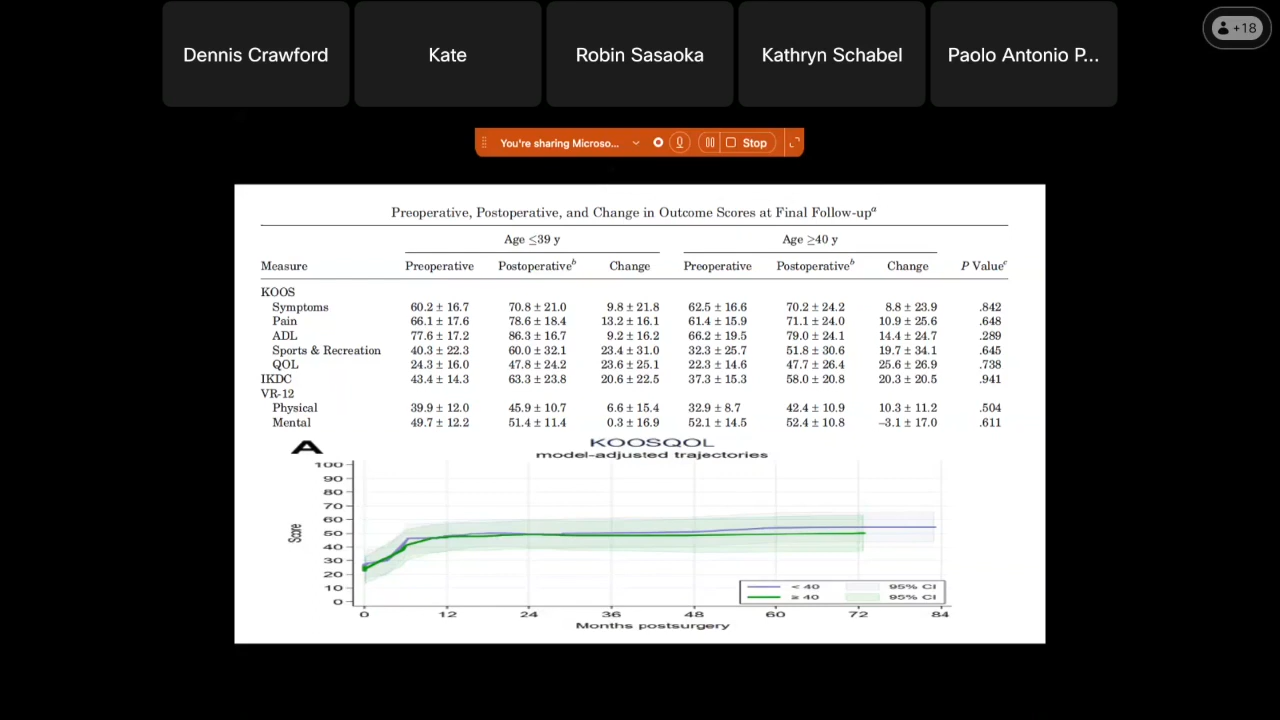 Dennis Crawford
Kate
Robin Sasaoka
Kathryn Schabel
Paolo Antonio P...
+18
You're sharing Microso...
Stop
Preoperative, Postoperative, and Change in Outcome Scores at Final Follow-up^a
Age ≤39 y Age ≥40 y
Measure Preoperative Postoperative^b Change Preoperative Postoperative^b Change P Value^c
KOOS
Symptoms 60.2 ± 16.7 70.8 ± 21.0 9.8 ± 21.8 62.5 ± 16.6 70.2 ± 24.2 8.8 ± 23.9 .842
Pain 66.1 ± 17.6 78.6 ± 18.4 13.2 ± 16.1 61.4 ± 15.9 71.1 ± 24.0 10.9 ± 25.6 .648
ADL 77.6 ± 17.2 86.3 ± 16.7 9.2 ± 16.2 66.2 ± 19.5 79.0 ± 24.1 14.4 ± 24.7 .289
Sports & Recreation 40.3 ± 22.3 60.0 ± 32.1 23.4 ± 31.0 32.3 ± 25.7 51.8 ± 30.6 19.7 ± 34.1 .645
QOL 24.3 ± 16.0 47.8 ± 24.2 23.6 ± 25.1 22.3 ± 14.6 47.7 ± 26.4 25.6 ± 26.9 .738
IKDC 43.4 ± 14.3 63.3 ± 23.8 20.6 ± 22.5 37.3 ± 15.3 58.0 ± 20.8 20.3 ± 20.5 .941
VR-12
Physical 39.9 ± 12.0 45.9 ± 10.7 6.6 ± 15.4 32.9 ± 8.7 42.4 ± 10.9 10.3 ± 11.2 .504
Mental 49.7 ± 12.2 51.4 ± 11.4 0.3 ± 16.9 52.1 ± 14.5 52.4 ± 10.8 –3.1 ± 17.0 .611
A
KOOSQOL
model-adjusted trajectories
100
90
80
70
60
50
40
30
20
10
0
Score
< 40 95% CI
≥ 40 95% CI
0 12 24 36 48 60 72 84
Months postsurgery